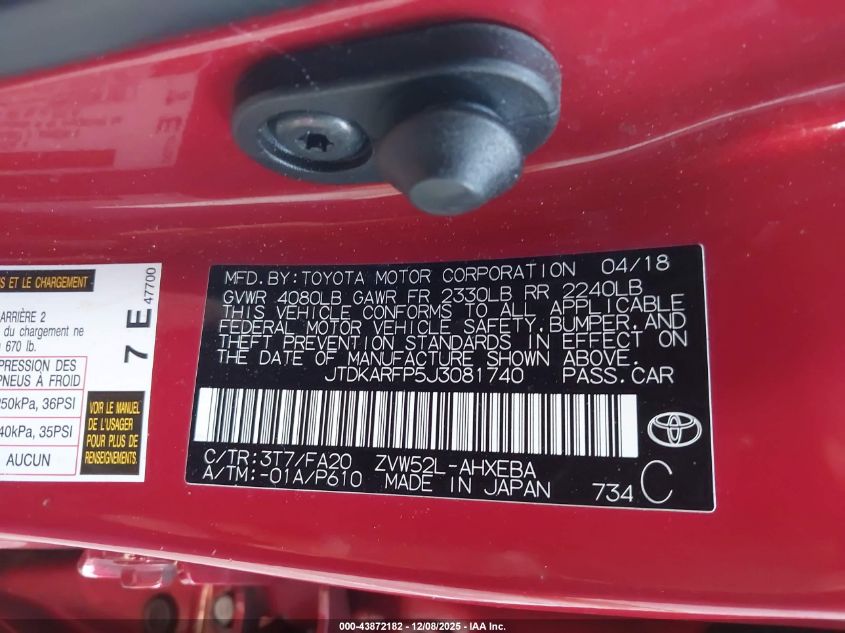 S ET LE CHARGEMENT
ARRIÈRE 2
du chargement ne
670 lb.
7 E 47700
PRESSION DES
PNEUS À FROID
250kPa, 36PSI
240kPa, 35PSI
AUCUN
VOIR LE MANUEL
DE L'USAGER
POUR PLUS DE
RENSEIGNEMENTS
MFD.BY:TOYOTA MOTOR CORPORATION 04/18
GVWR 4080LB GAWR FR 2330LB RR 2240LB
THIS VEHICLE CONFORMS TO ALL APPLICABLE
FEDERAL MOTOR VEHICLE SAFETY,BUMPER,AND
THEFT PREVENTION STANDARDS IN EFFECT ON
THE DATE OF MANUFACTURE SHOWN ABOVE.
JTDKARFP5J3081740 PASS.CAR
C/TR:3T7/FA20 ZVW52L-AHXEBA
A/TM:-01A/P610 MADE IN JAPAN 734 C
000-43872182 | 12/08/2025 - IAA Inc.